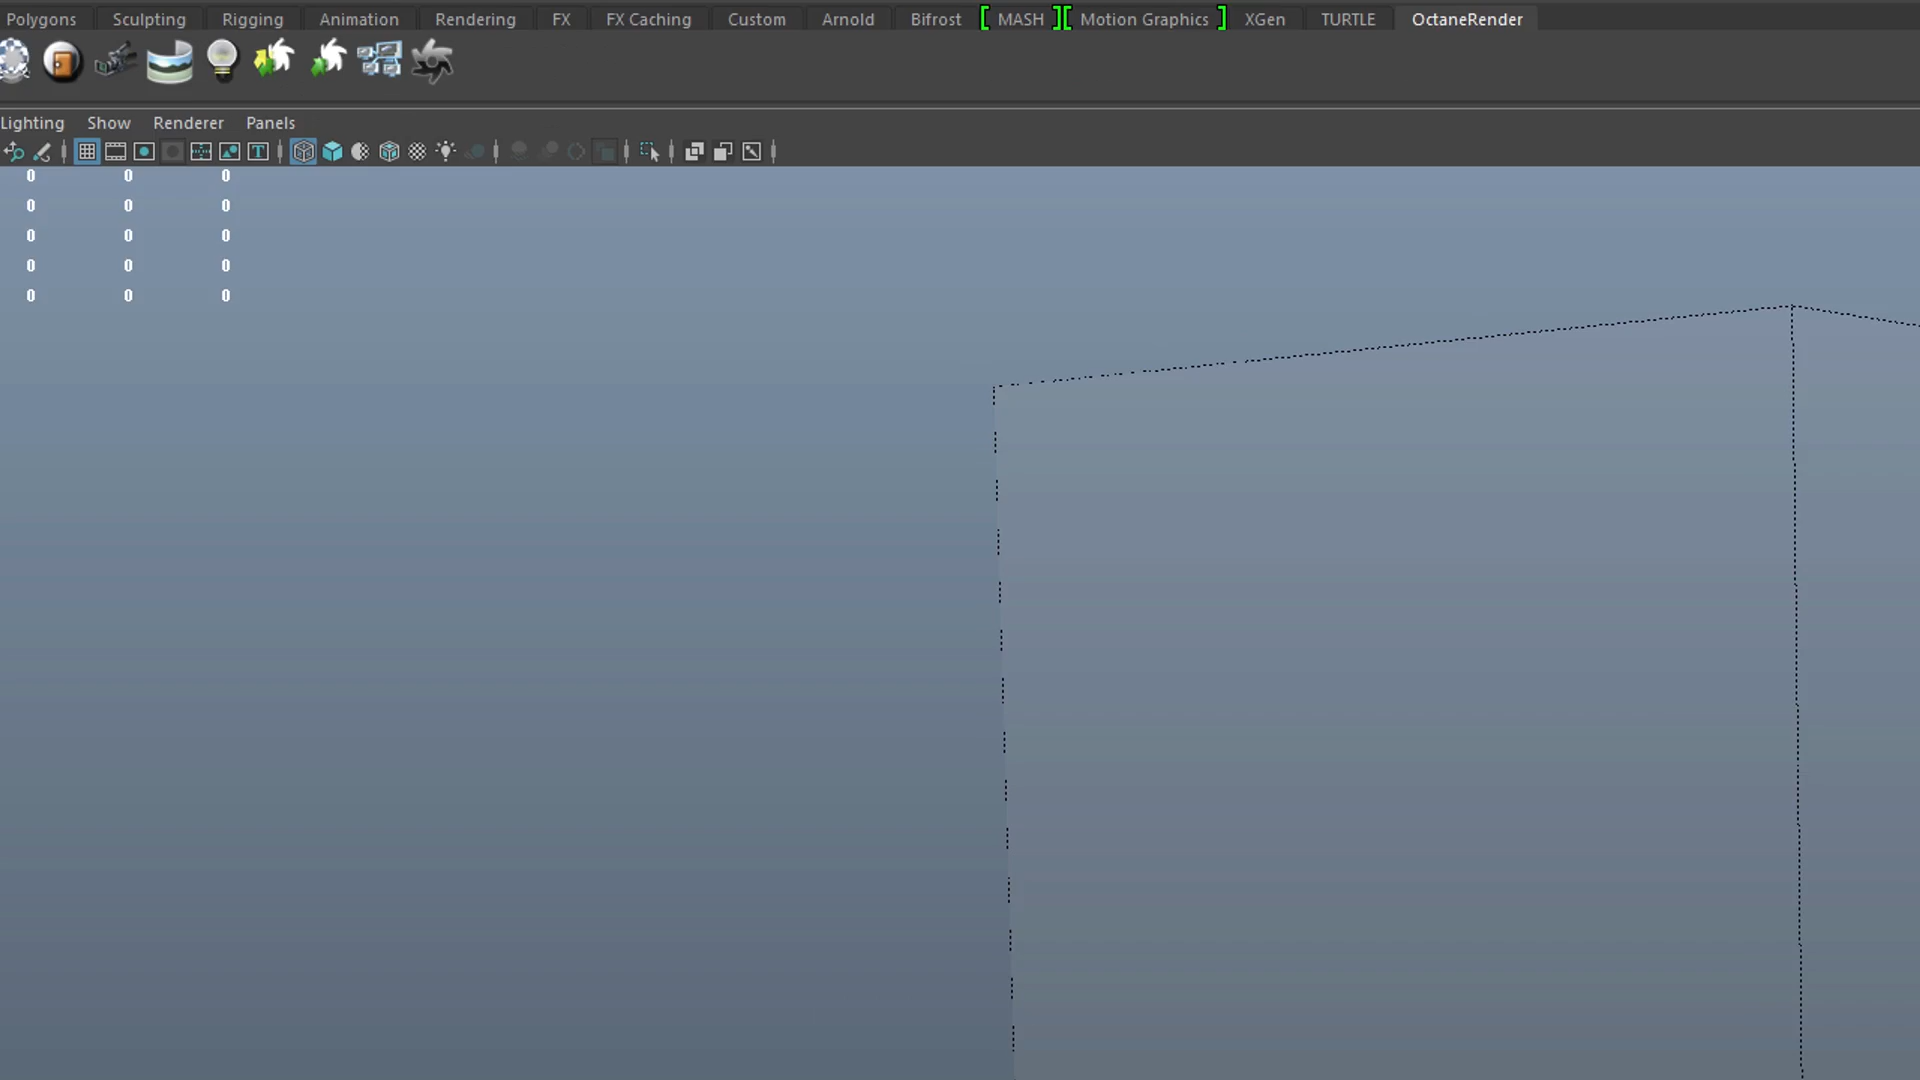 Polygons Sculpting Rigging Animation Rendering FX FX Caching Custom Arnold Bifrost MASH Motion Graphics XGen TURTLE OctaneRender
Lighting Show Renderer Panels
0 0 0
0 0 0
0 0 0
0 0 0
0 0 0